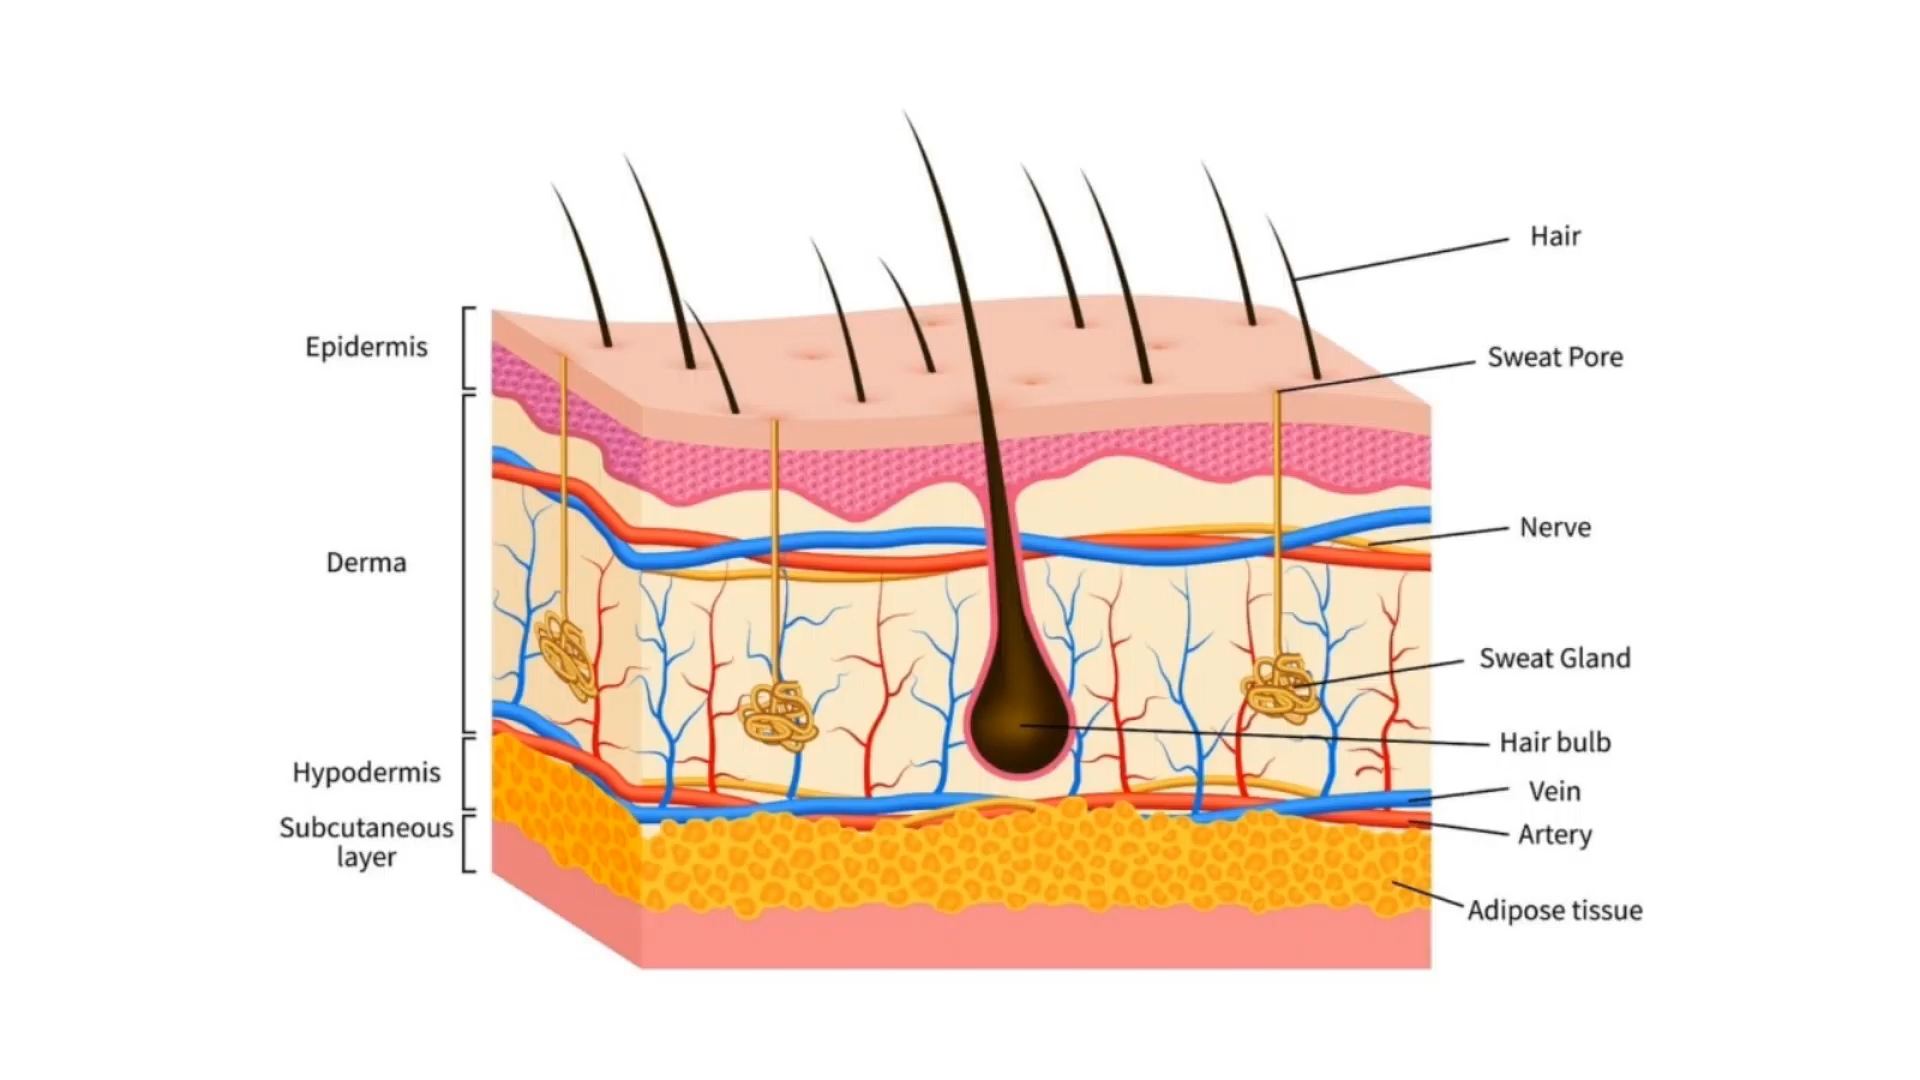 Epidermis
Derma
Hypodermis
Subcutaneous
layer
Hair
Sweat Pore
Nerve
Sweat Gland
Hair bulb
Vein
Artery
Adipose tissue